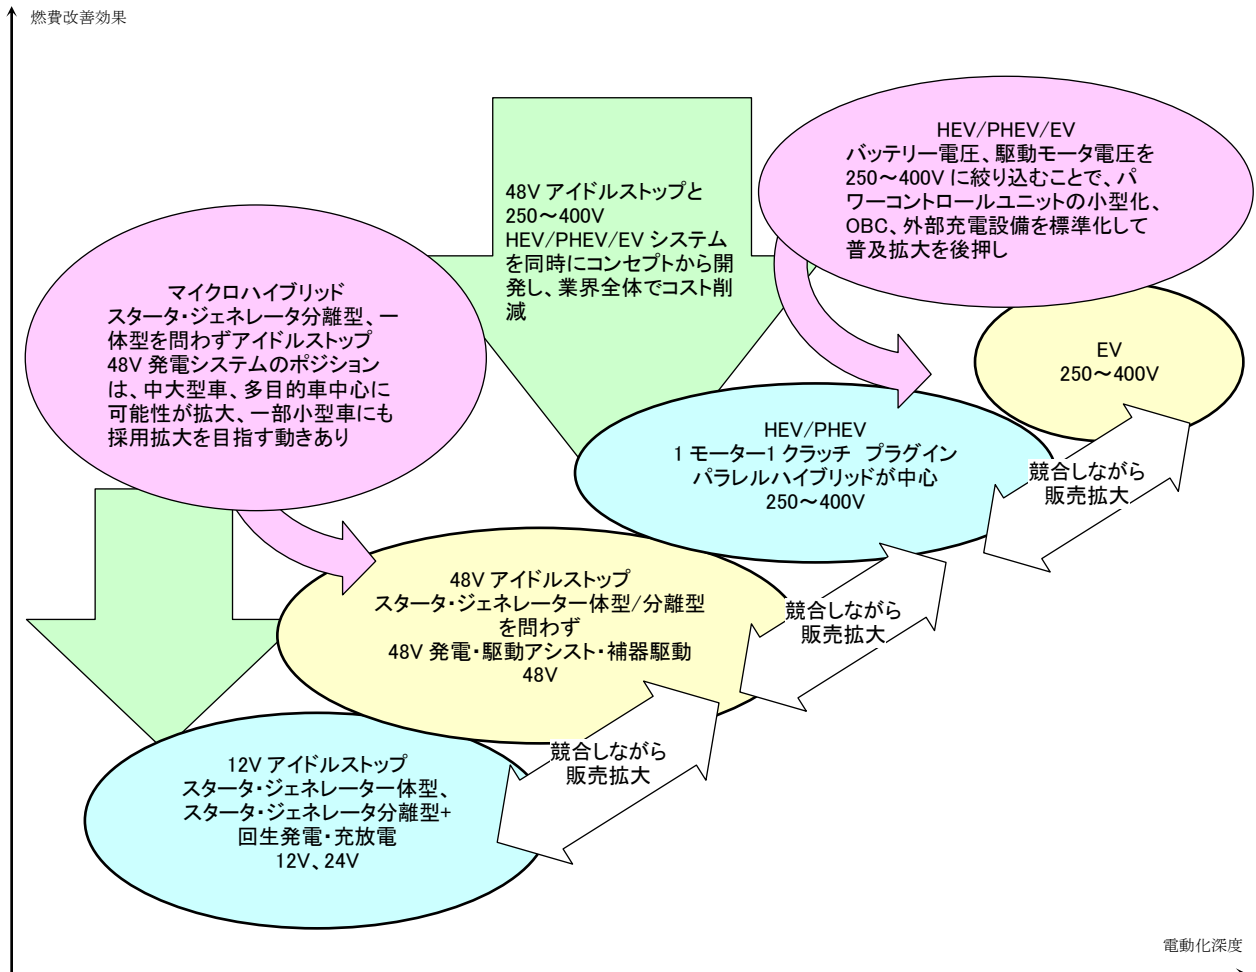 燃費改善効果
HEV/PHEV/EV
バッテリー電圧、駆動モータ電圧を
250～400V に絞り込むことで、パ
ワーコントロールユニットの小型化、
OBC、外部充電設備を標準化して
普及拡大を後押し
48V アイドルストップと
250～400V
HEV/PHEV/EV システム
を同時にコンセプトから開
発し、業界全体でコスト削
減
マイクロハイブリッド
スタータ・ジェネレータ分離型、一
体型を問わずアイドルストップ
48V 発電システムのポジション
は、中大型車、多目的車中心に
可能性が拡大、一部小型車にも
採用拡大を目指す動きあり
EV
250～400V
HEV/PHEV
1 モーター1 クラッチ　プラグイン
パラレルハイブリッドが中心
250～400V
競合しながら
販売拡大
48V アイドルストップ
スタータ・ジェネレーター体型/分離型
を問わず
48V 発電・駆動アシスト・補器駆動
48V
競合しながら
販売拡大
競合しながら
販売拡大
12V アイドルストップ
スタータ・ジェネレーター体型、
スタータ・ジェネレータ分離型+
回生発電・充放電
12V、24V
電動化深度